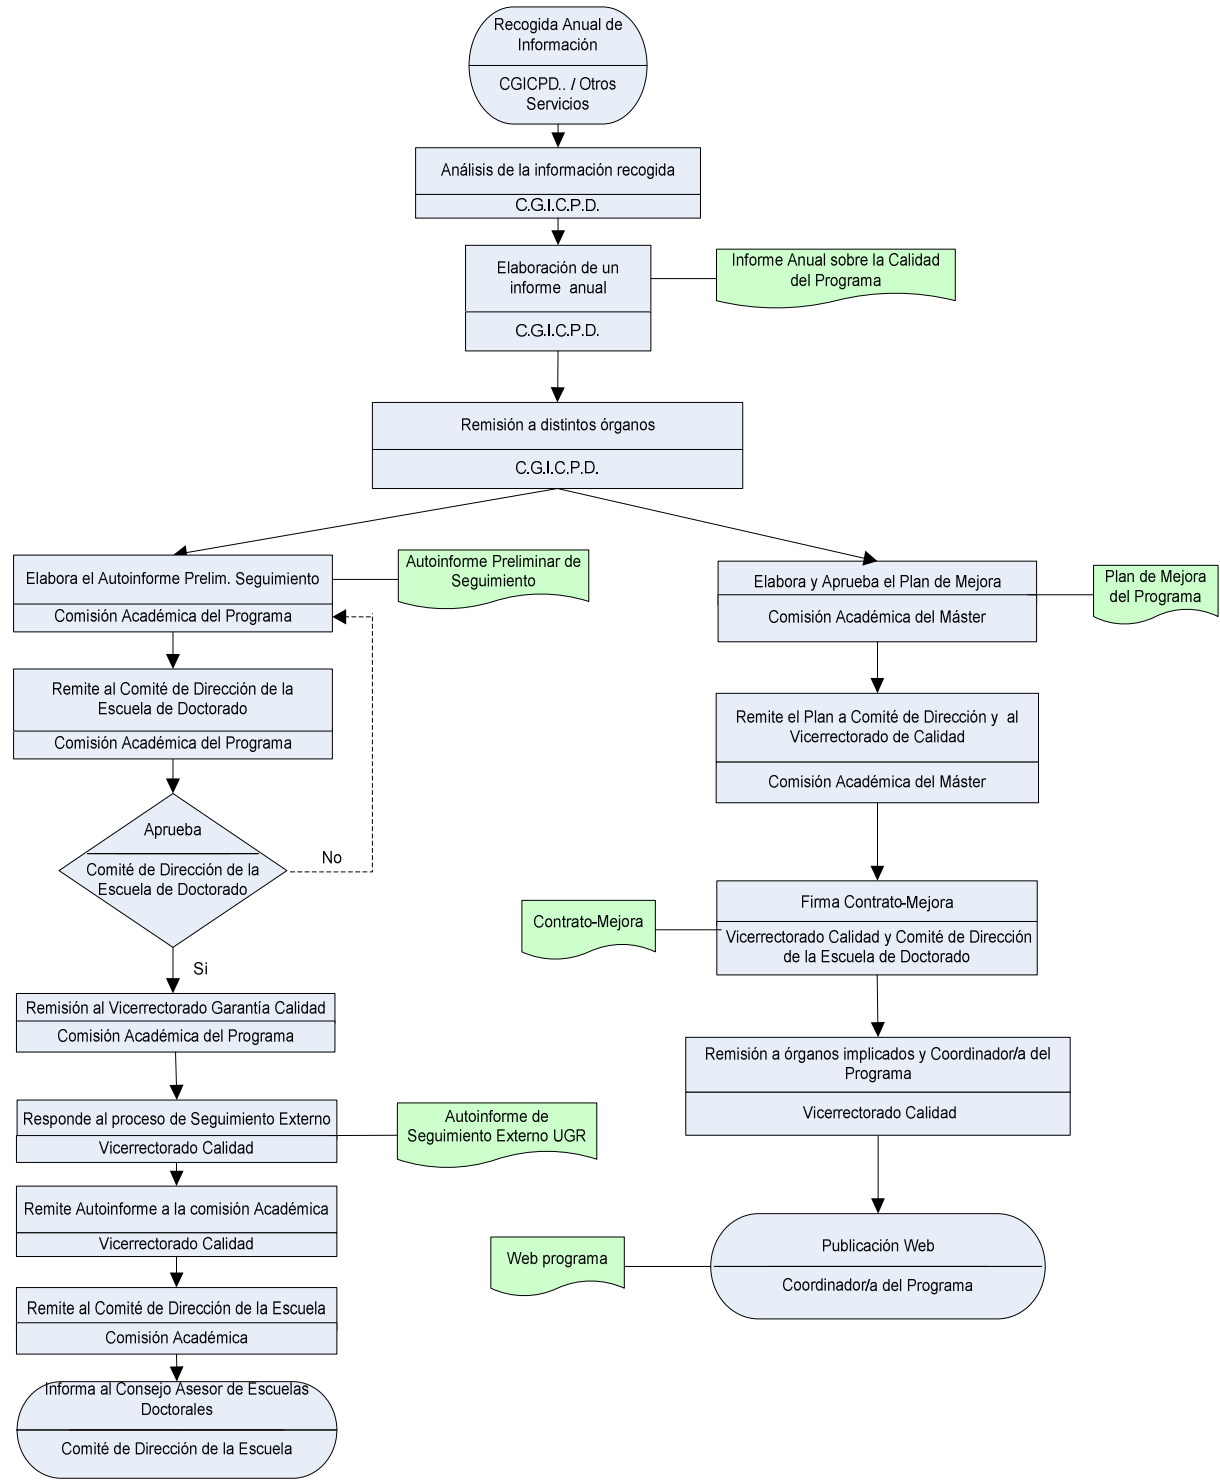 Recogida Anual de
Información
CGICPD.. / Otros
Servicios
Análisis de la información recogida
C.G.I.C.P.D.
Elaboración de un
informe anual
C.G.I.C.P.D.
Informe Anual sobre la Calidad
del Programa
Remisión a distintos órganos
C.G.I.C.P.D.
Elabora el Autoinforme Prelim. Seguimiento
Comisión Académica del Programa
Autoinforme Preliminar de
Seguimiento
Remite al Comité de Dirección de la
Escuela de Doctorado
Comisión Académica del Programa
Aprueba
Comité de Dirección de la
Escuela de Doctorado
No
Si
Remisión al Vicerrectorado Garantía Calidad
Comisión Académica del Programa
Responde al proceso de Seguimiento Externo
Vicerrectorado Calidad
Autoinforme de
Seguimiento Externo UGR
Remite Autoinforme a la comisión Académica
Vicerrectorado Calidad
Remite al Comité de Dirección de la Escuela
Comisión Académica
Informa al Consejo Asesor de Escuelas
Doctorales
Comité de Dirección de la Escuela
Elabora y Aprueba el Plan de Mejora
Comisión Académica del Máster
Plan de Mejora
del Programa
Remite el Plan a Comité de Dirección y al
Vicerrectorado de Calidad
Comisión Académica del Máster
Firma Contrato-Mejora
Vicerrectorado Calidad y Comité de Dirección
de la Escuela de Doctorado
Contrato-Mejora
Remisión a órganos implicados y Coordinador/a del
Programa
Vicerrectorado Calidad
Publicación Web
Coordinador/a del Programa
Web programa